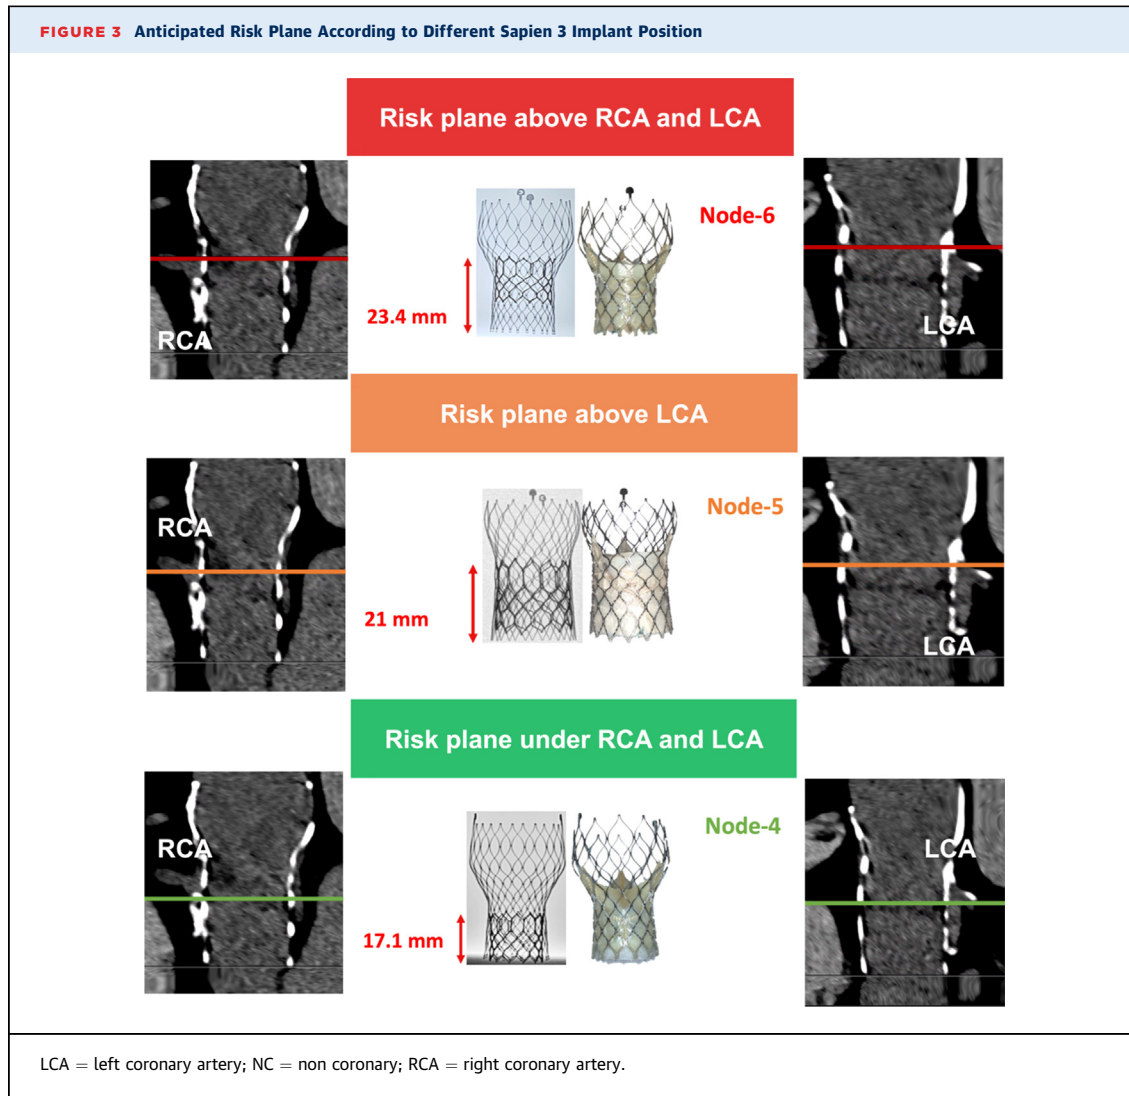 FIGURE 3 Anticipated Risk Plane According to Different Sapien 3 Implant Position
Risk plane above RCA and LCA
Node-6
23.4 mm
RCA
LCA
Risk plane above LCA
RCA
Node-5
21 mm
LCA
Risk plane under RCA and LCA
RCA
Node-4
LCA
17.1 mm
LCA = left coronary artery; NC = non coronary; RCA = right coronary artery.